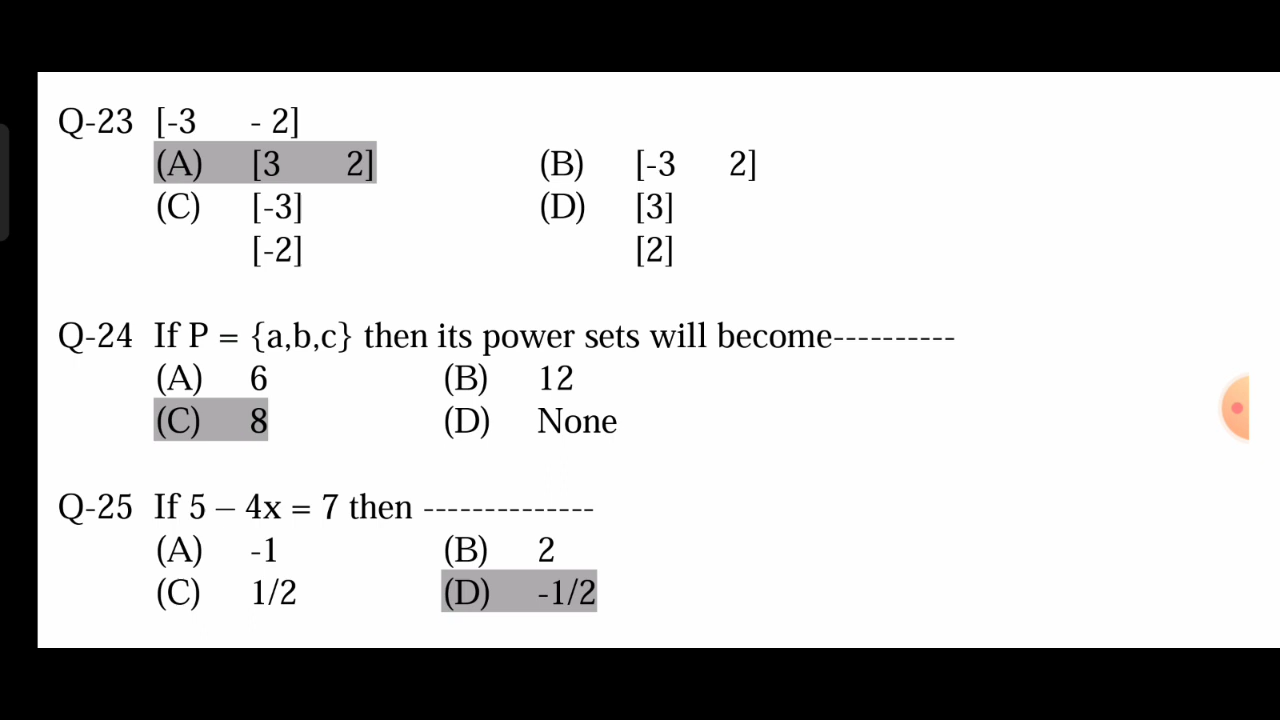 Q-23 [-3 - 2]
(A) [3 2] (B) [-3 2]
(C) [-3] (D) [3]
[-2] [2]
Q-24 If P = {a,b,c} then its power sets will become----------
(A) 6 (B) 12
(C) 8 (D) None
Q-25 If 5 – 4x = 7 then --------------
(A) -1 (B) 2
(C) 1/2 (D) -1/2